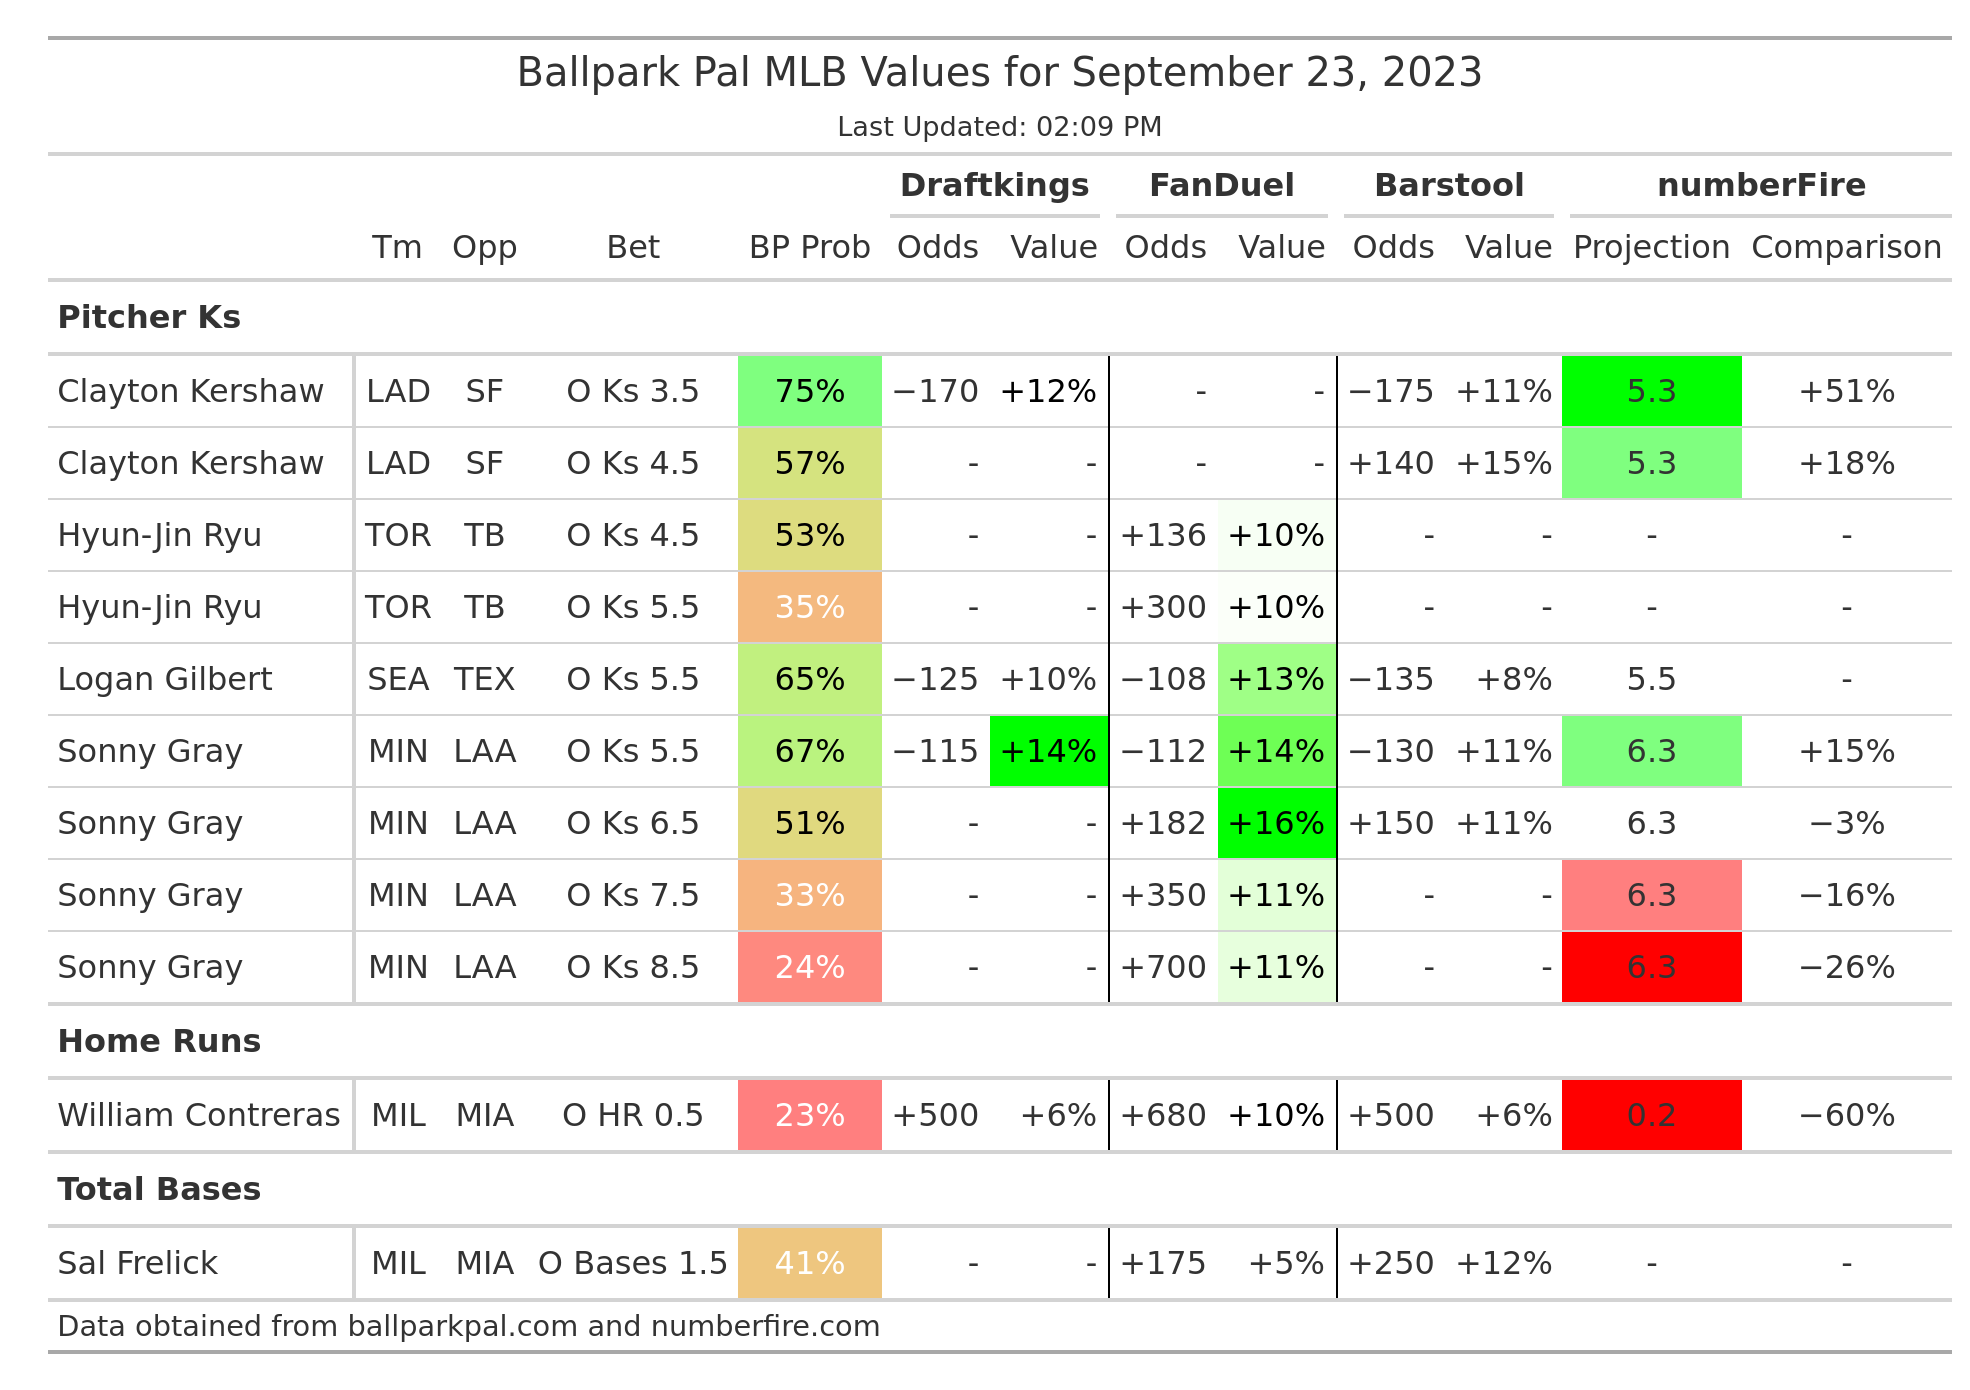 Ballpark Pal MLB Values for September 23, 2023
Last Updated: 02:09 PM
Draftkings FanDuel Barstool numberFire
Tm Opp Bet BP Prob Odds Value Odds Value Odds Value Projection Comparison
Pitcher Ks
Clayton Kershaw LAD SF O Ks 3.5 75% −170 +12% - - −175 +11% 5.3 +51%
Clayton Kershaw LAD SF O Ks 4.5 57% - - - - +140 +15% 5.3 +18%
Hyun-Jin Ryu TOR TB O Ks 4.5 53% - - +136 +10% - - - -
Hyun-Jin Ryu TOR TB O Ks 5.5 35% - - +300 +10% - - - -
Logan Gilbert SEA TEX O Ks 5.5 65% −125 +10% −108 +13% −135 +8% 5.5 -
Sonny Gray MIN LAA O Ks 5.5 67% −115 +14% −112 +14% −130 +11% 6.3 +15%
Sonny Gray MIN LAA O Ks 6.5 51% - - +182 +16% +150 +11% 6.3 −3%
Sonny Gray MIN LAA O Ks 7.5 33% - - +350 +11% - - 6.3 −16%
Sonny Gray MIN LAA O Ks 8.5 24% - - +700 +11% - - 6.3 −26%
Home Runs
William Contreras MIL MIA O HR 0.5 23% +500 +6% +680 +10% +500 +6% 0.2 −60%
Total Bases
Sal Frelick MIL MIA O Bases 1.5 41% - - +175 +5% +250 +12% - -
Data obtained from ballparkpal.com and numberfire.com